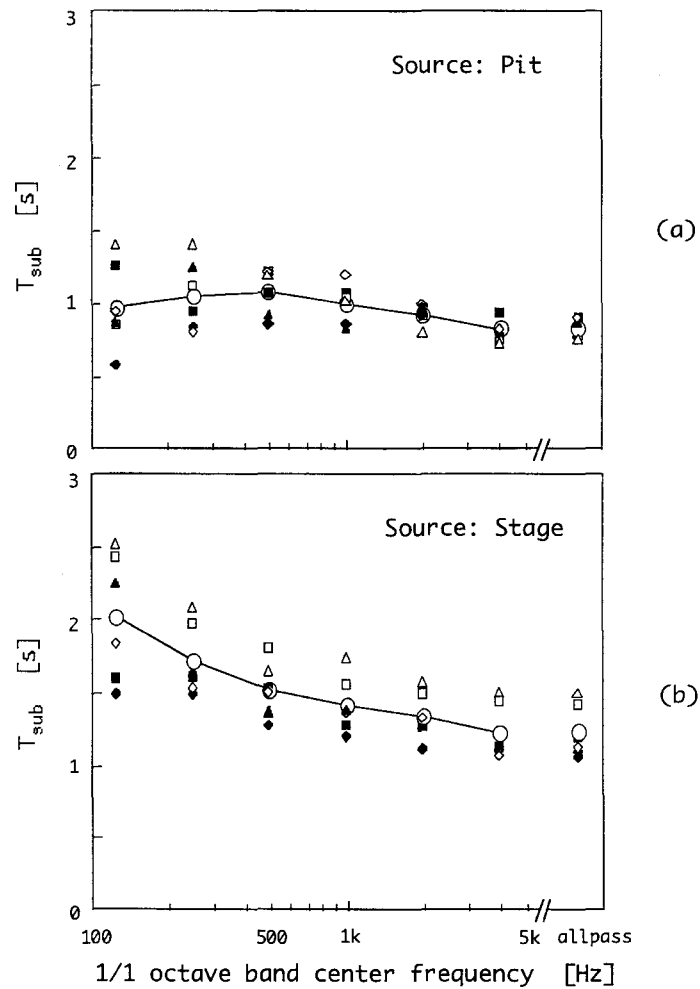 3
Source: Pit
2
T_sub [s]
(a)
1
0
3
Source: Stage
2
T_sub [s]
(b)
1
0
100 500 1k 5k allpass
1/1 octave band center frequency [Hz]